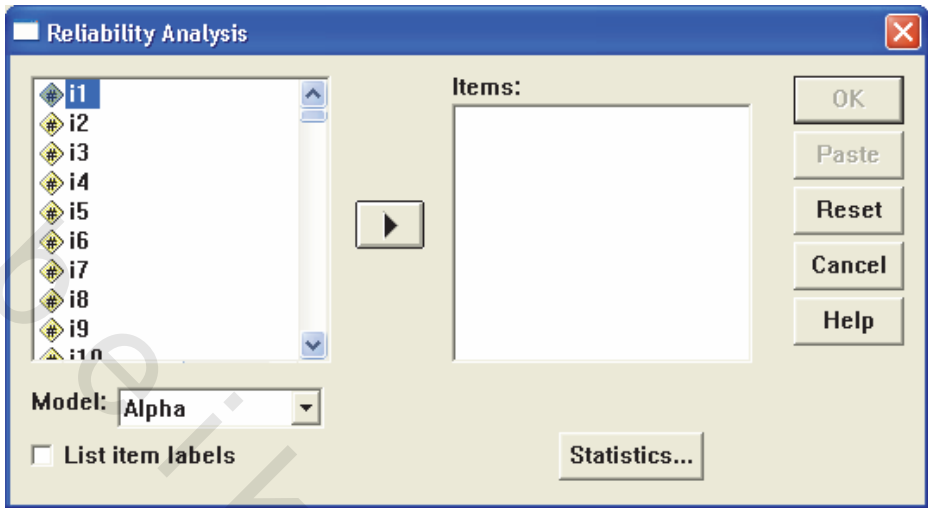 Reliability Analysis
i1
i2
i3
i4
i5
i6
i7
i8
i9
i10
Items:
OK
Paste
Reset
Cancel
Help
Model: Alpha
List item labels
Statistics...